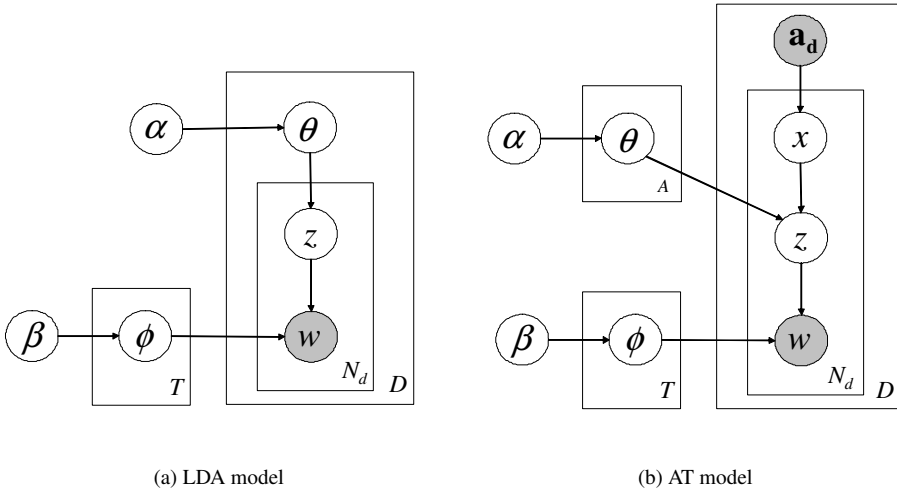 α
θ
z
β
ϕ
w
T
N_d
D
(a) LDA model
a_d
α
θ
A
x
z
β
ϕ
w
T
N_d
D
(b) AT model